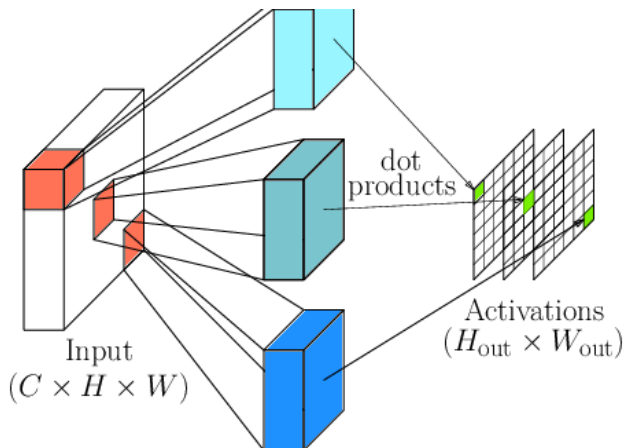 dot
products
Input
(C × H × W)
Activations
(H_out × W_out)